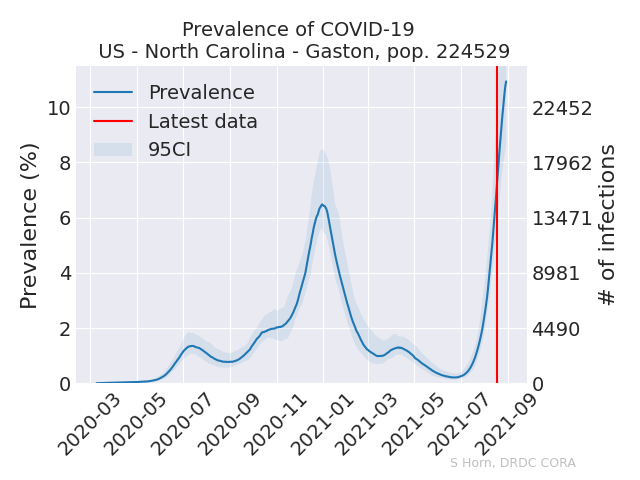 Prevalence of COVID-19
US - North Carolina - Gaston, pop. 224529
Prevalence
Latest data
95CI
Prevalence (%)
10
8
6
4
2
0
22452
17962
13471
8981
4490
0
# of infections
2020-03
2020-05
2020-07
2020-09
2020-11
2021-01
2021-03
2021-05
2021-07
2021-09
S Horn, DRDC CORA